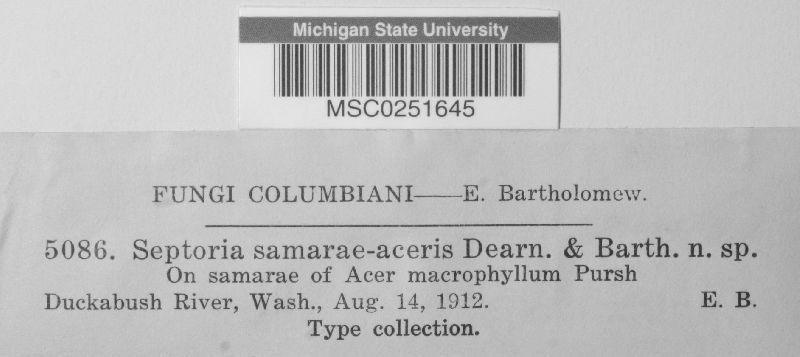 Michigan State University
MSC0251645
FUNGI COLUMBIANI——E. Bartholomew.
5086. Septoria samarae-aceris Dearn. & Barth. n. sp.
On samarae of Acer macrophyllum Pursh
Duckabush River, Wash., Aug. 14, 1912. E. B.
Type collection.